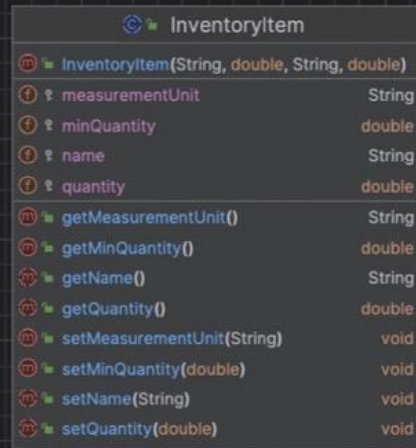 InventoryItem
InventoryItem(String, double, String, double)
measurementUnit String
minQuantity double
name String
quantity double
getMeasurementUnit() String
getMinQuantity() double
getName() String
getQuantity() double
setMeasurementUnit(String) void
setMinQuantity(double) void
setName(String) void
setQuantity(double) void